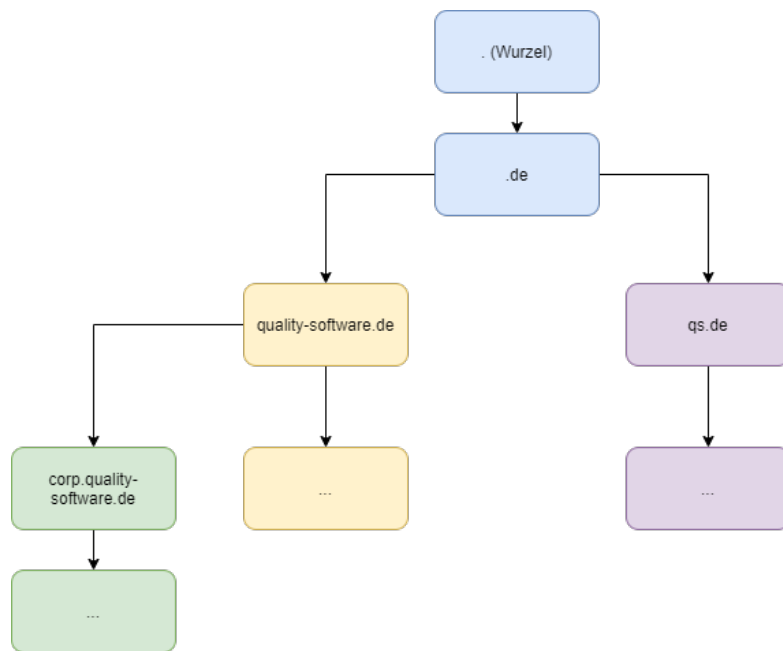 . (Wurzel)
.de
quality-software.de
qs.de
corp.quality-
software.de
...
...
...